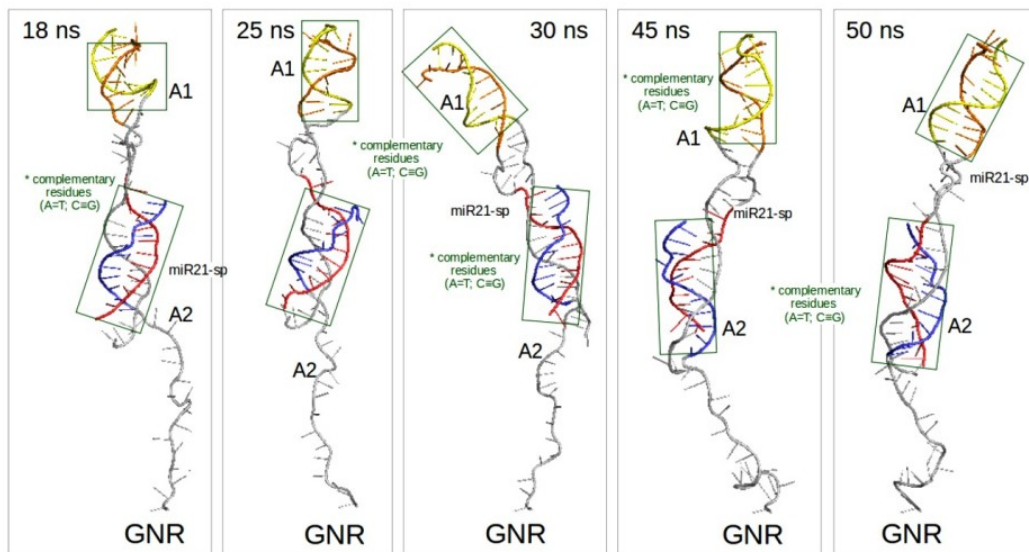 18 ns
A1
* complementary
residues
(A=T; C≡G)
miR21-sp
A2
GNR
25 ns
A1
* complementary
residues
(A=T; C≡G)
A2
GNR
30 ns
A1
miR21-sp
* complementary
residues
(A=T; C≡G)
A2
GNR
45 ns
* complementary
residues
(A=T; C≡G)
A1
miR21-sp
A2
GNR
50 ns
A1
miR21-sp
* complementary
residues
(A=T; C≡G)
A2
GNR